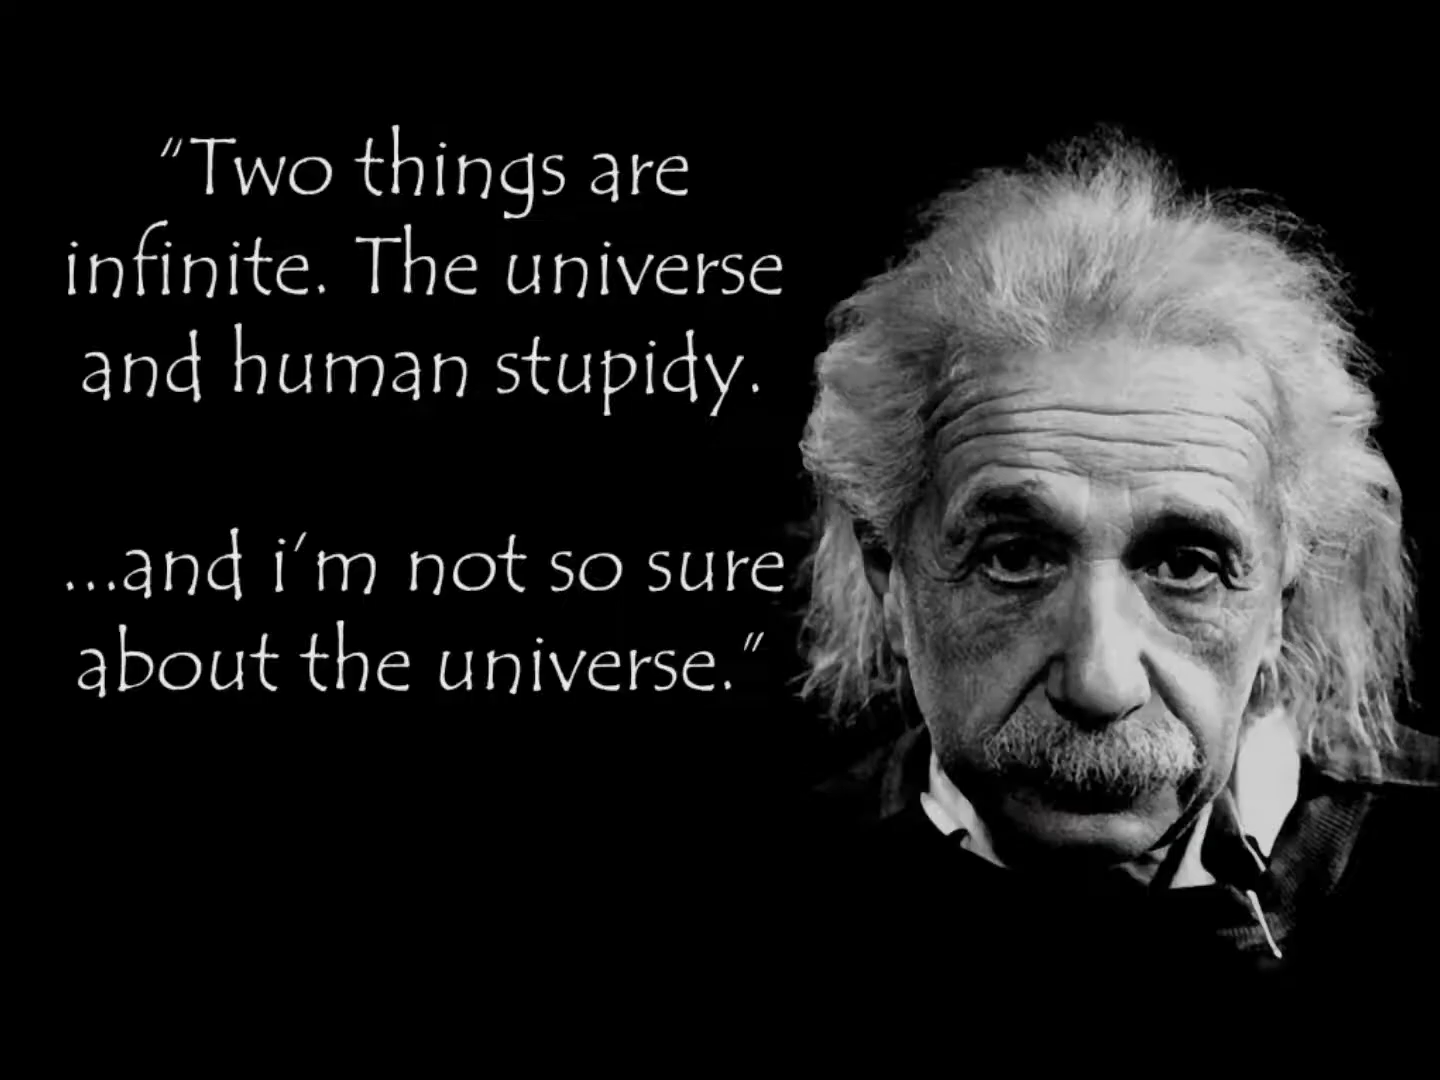 “Two things are
infinite. The universe
and human stupidy.
...and i’m not so sure
about the universe.”